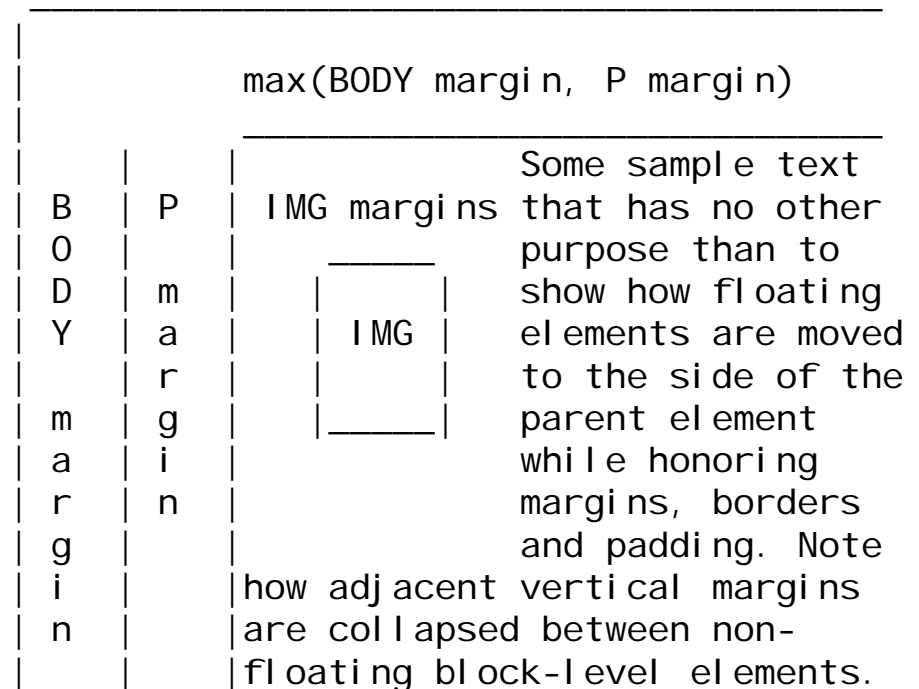 max(BODY margin, P margin)
Some sample text
B P IMG margins that has no other
O purpose than to
D m show how floating
Y a IMG elements are moved
r to the side of the
m g parent element
a i while honoring
r n margins, borders
g and padding. Note
i how adjacent vertical margins
n are collapsed between non-
floating block-level elements.